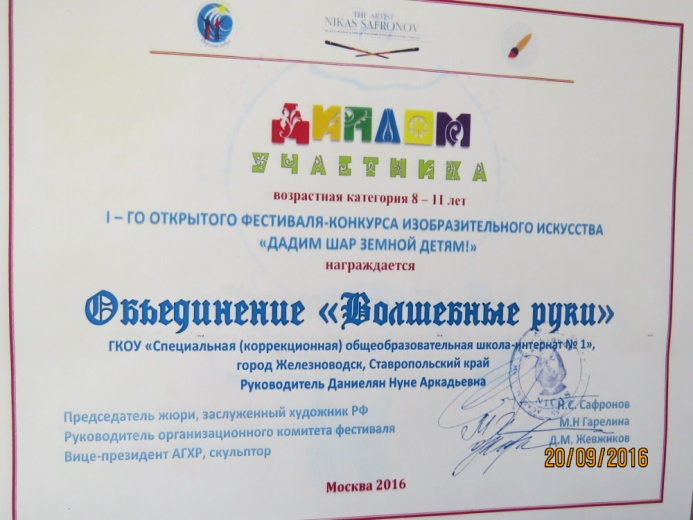 THE ARTIST
NIKAS SAFRONOV
ДИПЛОМ
УЧАСТНИКА
возрастная категория 8 – 11 лет
I – ГО ОТКРЫТОГО ФЕСТИВАЛЯ-КОНКУРСА ИЗОБРАЗИТЕЛЬНОГО ИСКУССТВА
«ДАДИМ ШАР ЗЕМНОЙ ДЕТЯМ!»
награждается
Объединение «Волшебные руки»
ГКОУ «Специальная (коррекционная) общеобразовательная школа-интернат № 1»,
город Железноводск, Ставропольский край
Руководитель Даниелян Нуне Аркадьевна
Председатель жюри, заслуженный художник РФ Н.С. Сафронов
Руководитель организационного комитета фестиваля М.Н Гарелина
Вице-президент АГХР, скульптор Д.М. Жевжиков
20/09/2016
Москва 2016